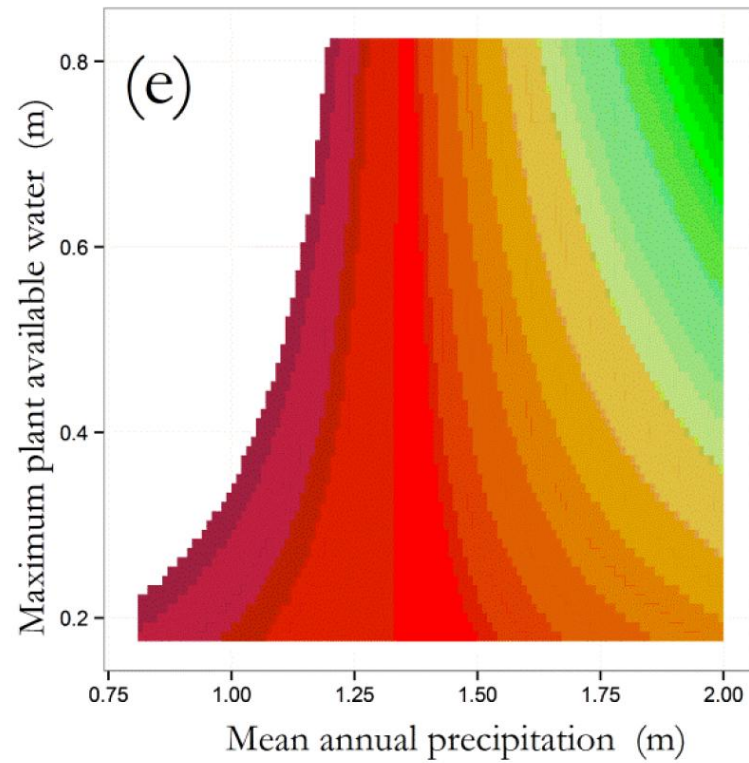 (e)
Maximum plant available water (m)
0.8
0.6
0.4
0.2
0.75 1.00 1.25 1.50 1.75 2.00
Mean annual precipitation (m)